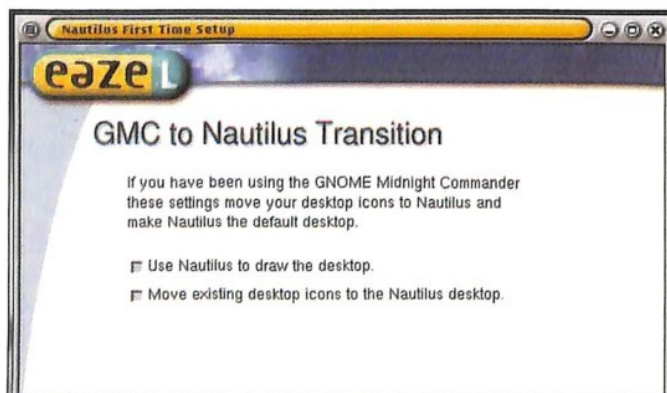 Nautilus First Time Setup
eazel
GMC to Nautilus Transition
If you have been using the GNOME Midnight Commander
these settings move your desktop icons to Nautilus and
make Nautilus the default desktop.
Use Nautilus to draw the desktop.
Move existing desktop icons to the Nautilus desktop.